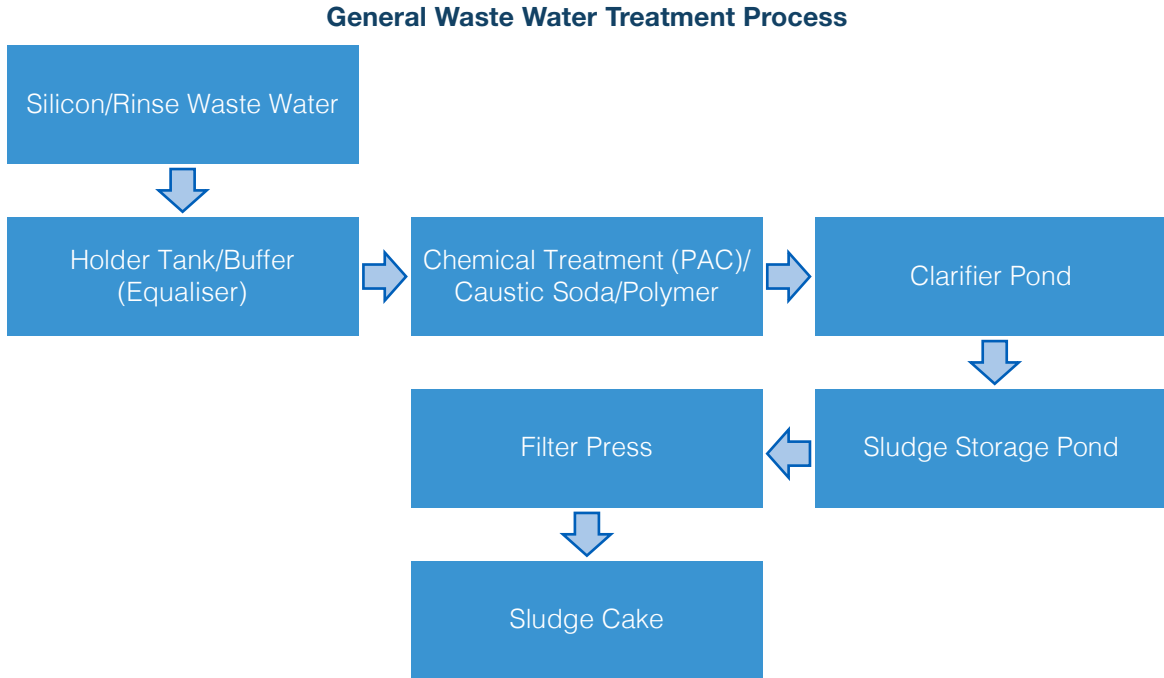 General Waste Water Treatment Process
Silicon/Rinse Waste Water
Holder Tank/Buffer
(Equaliser)
Chemical Treatment (PAC)/
Caustic Soda/Polymer
Clarifier Pond
Sludge Storage Pond
Filter Press
Sludge Cake